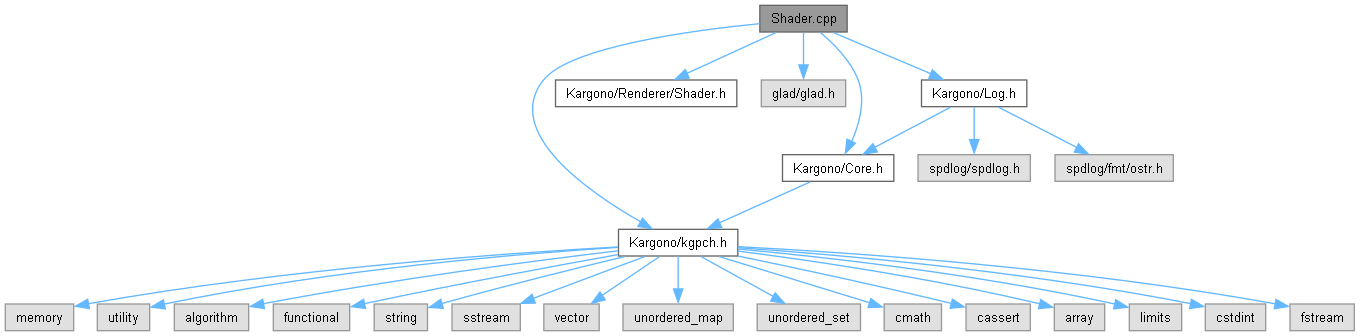 Shader.cpp
Kargono/Renderer/Shader.h
glad/glad.h
Kargono/Log.h
Kargono/Core.h
spdlog/spdlog.h
spdlog/fmt/ostr.h
Kargono/kgpch.h
memory
utility
algorithm
functional
string
sstream
vector
unordered_map
unordered_set
cmath
cassert
array
limits
cstdint
fstream